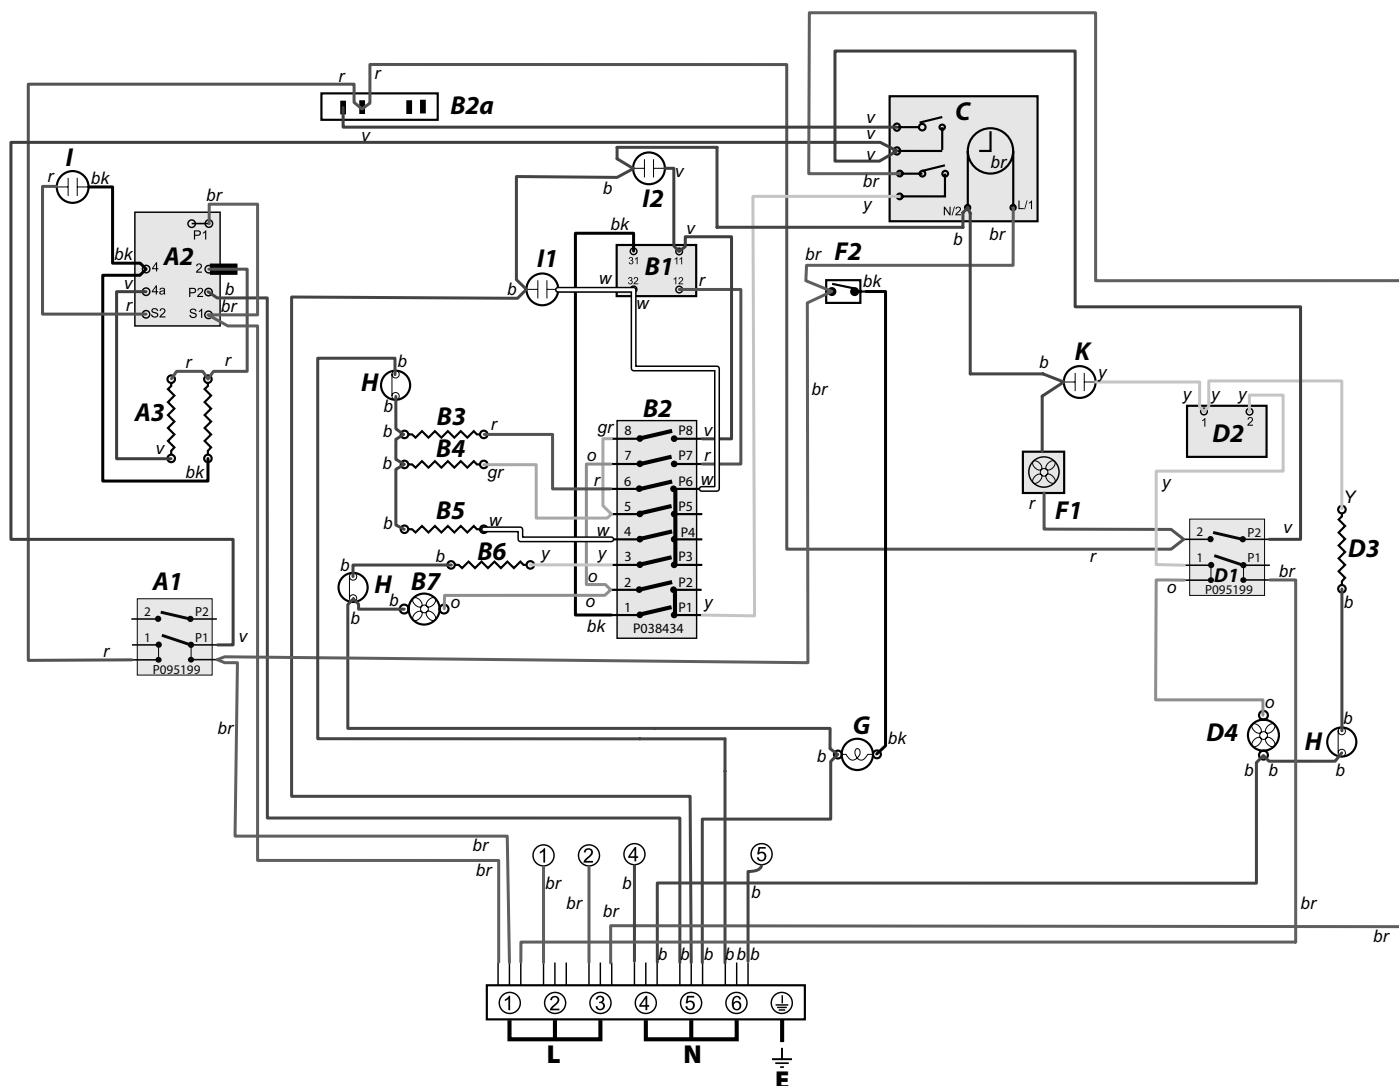 r
r
B2a
v
C
v
v
v
br
br
y
N/2
L/1
b
br
I
r
bk
br
P1
A2
bk
4
2
v
4a
P2
b
r
S2
S1
br
r
r
A3
v
bk
I2
b
v
bk
v
31
11
B1
32
12
r
I1
w
b
w
br
F2
bk
br
b
H
b
B3
b
r
B4
b
gr
B5
b
w
B6
b
y
b
H
B7
b
o
b
B2
gr
8
P8
v
o
7
P7
r
r
6
P6
w
5
P5
w
4
P4
y
3
P3
o
2
P2
o
1
P1
y
bk
P038434
b
K
y
y
y
y
1
2
D2
r
F1
y
Y
D3
b
r
2
P2
v
1
P1
br
D1
o
P095199
A1
2
P2
1
P1
v
r
P095199
br
G
b
bk
o
D4
b
H
b
b
b
br
br
1
2
4
5
br
br
b
b
br
br
br
b
b
b
b
b
b
1
2
3
4
5
6
L
N
E